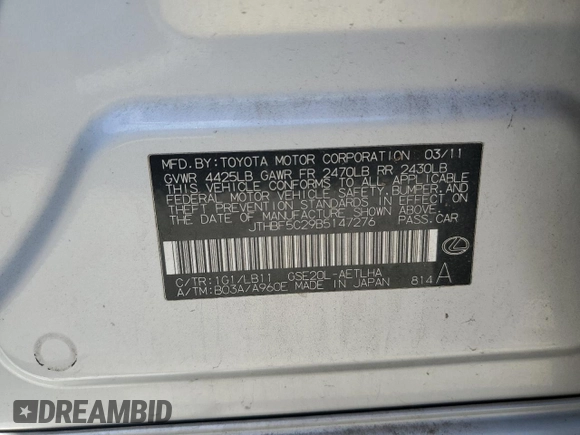 MFD. BY: TOYOTA MOTOR CORPORATION 03/11
GVWR 4425LB GAWR FR 2470LB RR 2430LB
THIS VEHICLE CONFORMS TO ALL APPLICABLE
FEDERAL MOTOR VEHICLE SAFETY, BUMPER, AND
THEFT PREVENTION STANDARDS IN EFFECT ON
THE DATE OF MANUFACTURE SHOWN ABOVE.
JTHBF5C29B5147276 PASS. CAR
C/TR: 1G1/LB11 GSE20L-AETLHA
A/TM: B03A/A960E MADE IN JAPAN 814 A
DREAMBID